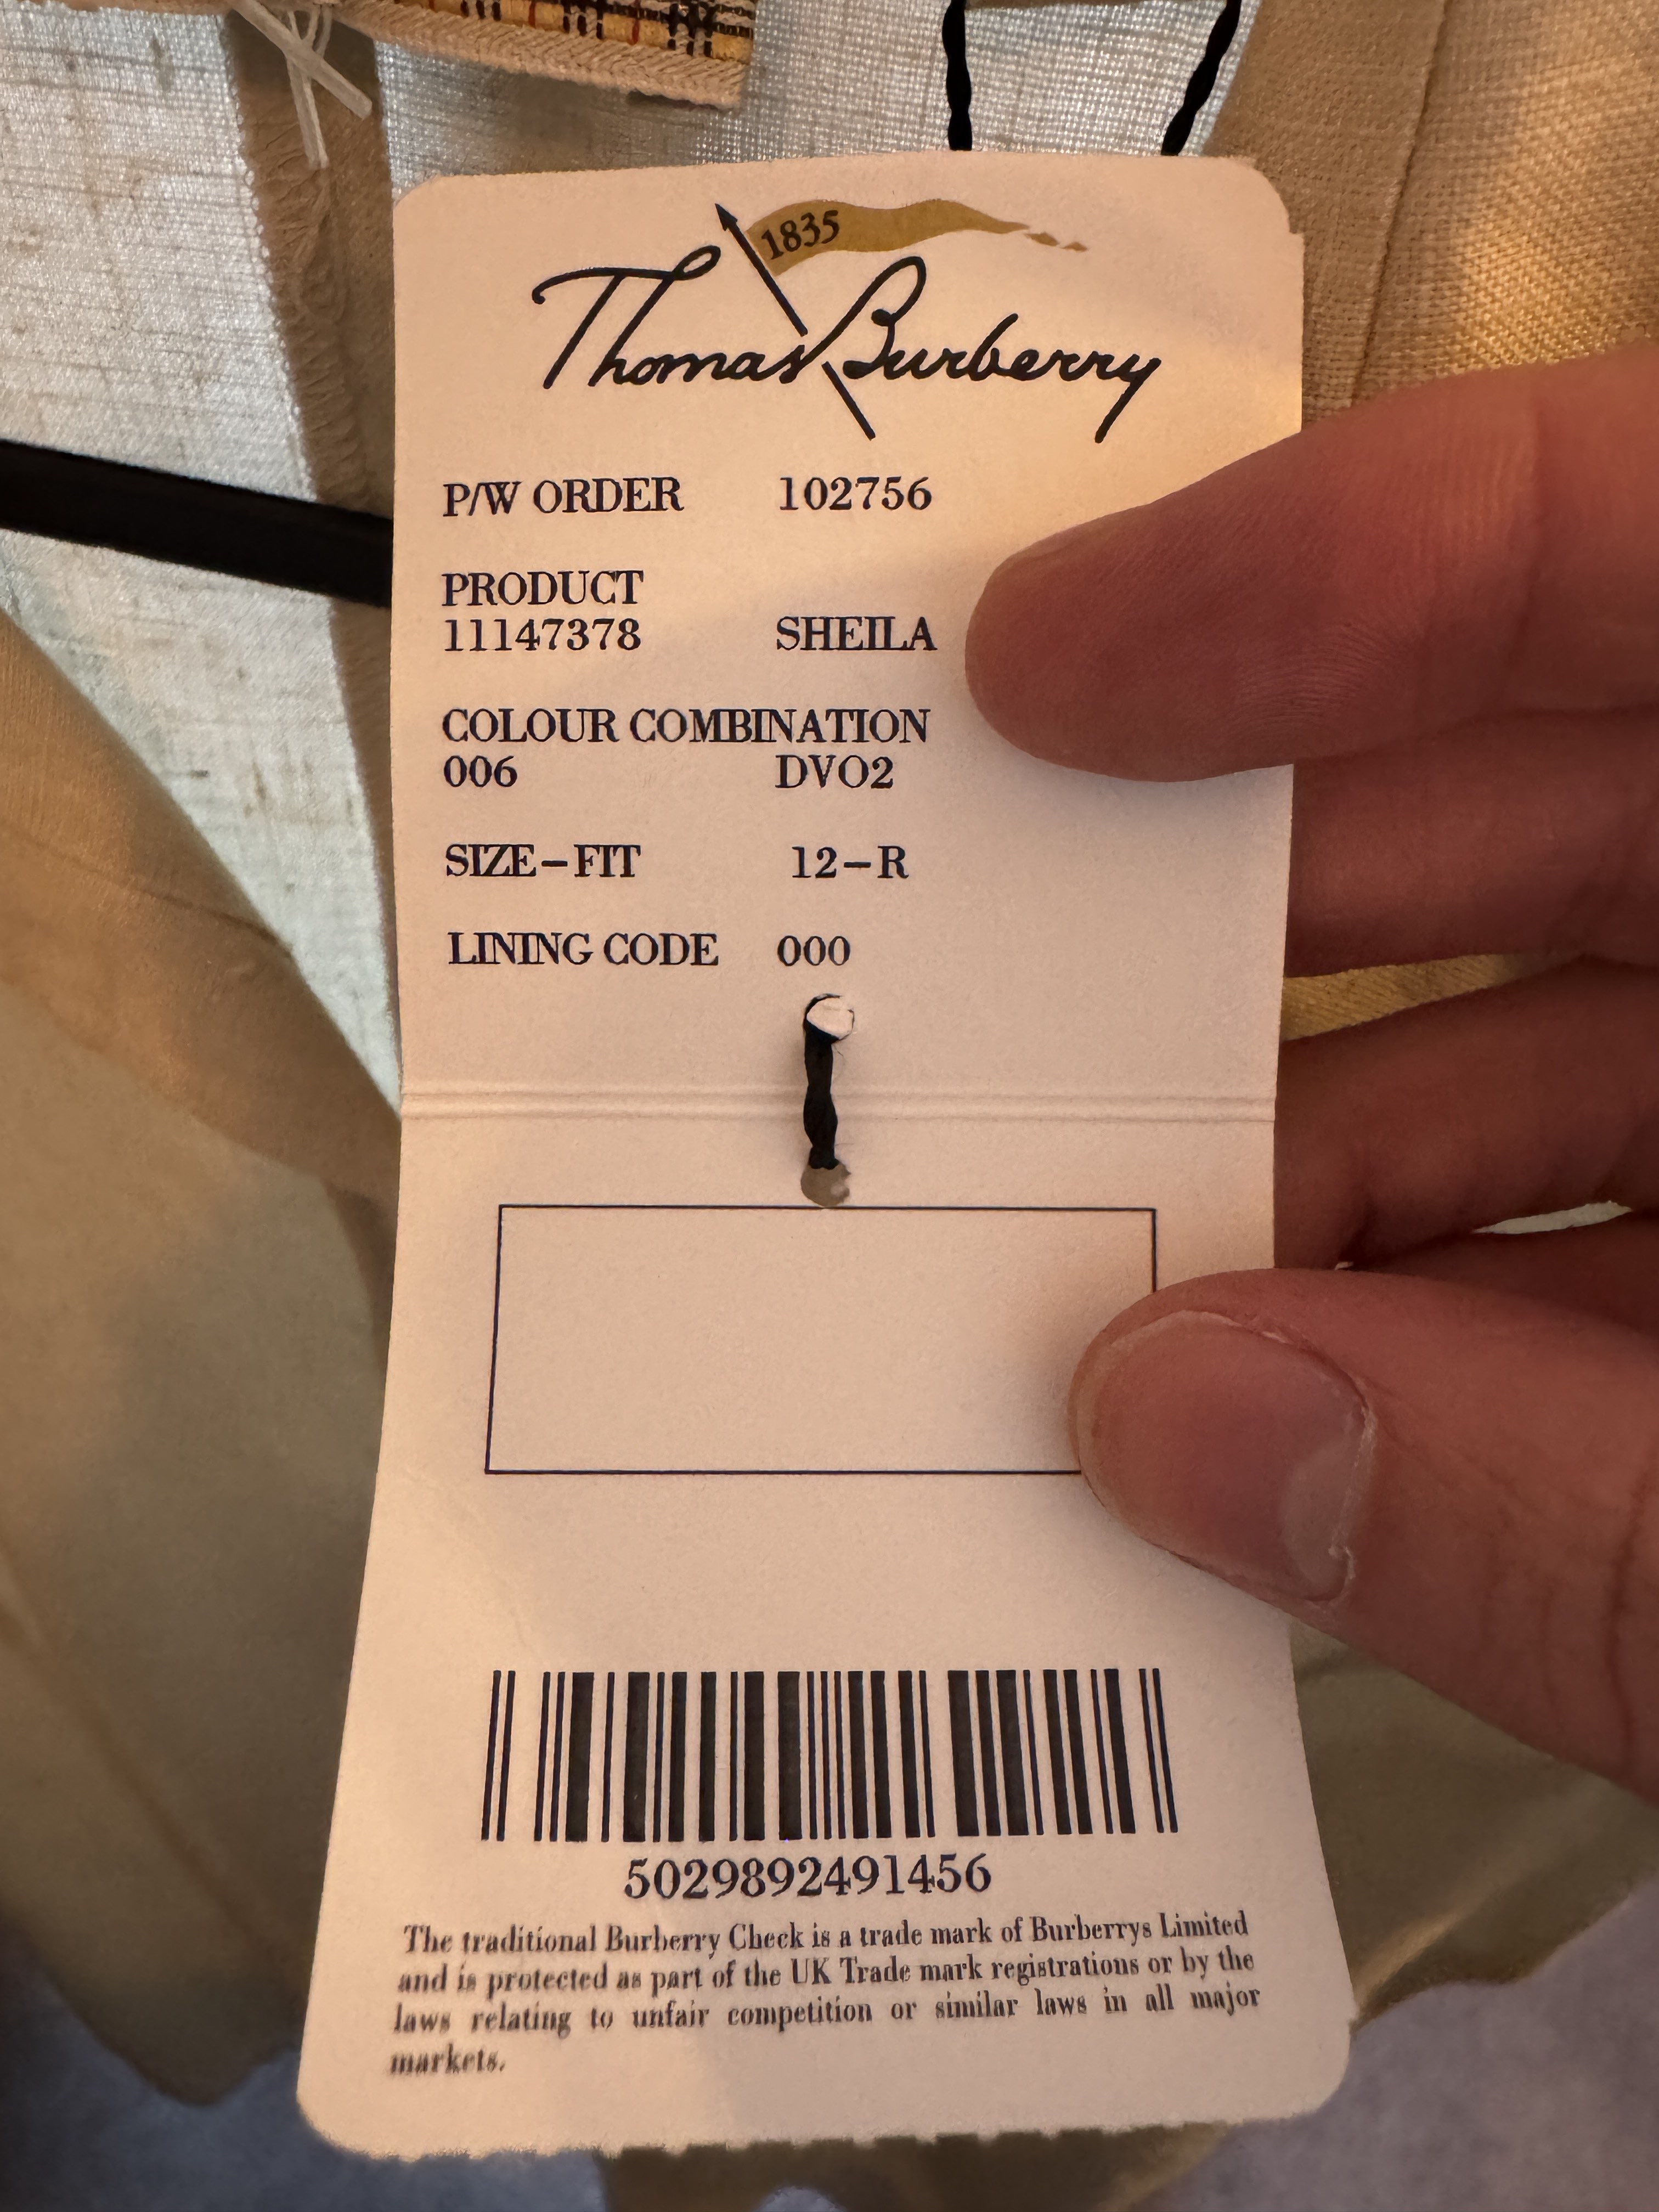 1835
Thomas Burberry
P/W ORDER 102756
PRODUCT
11147378 SHEILA
COLOUR COMBINATION
006 DVO2
SIZE–FIT 12–R
LINING CODE 000
5029892491456
The traditional Burberry Check is a trade mark of Burberrys Limited
and is protected as part of the UK Trade mark registrations or by the
laws relating to unfair competition or similar laws in all major
markets.